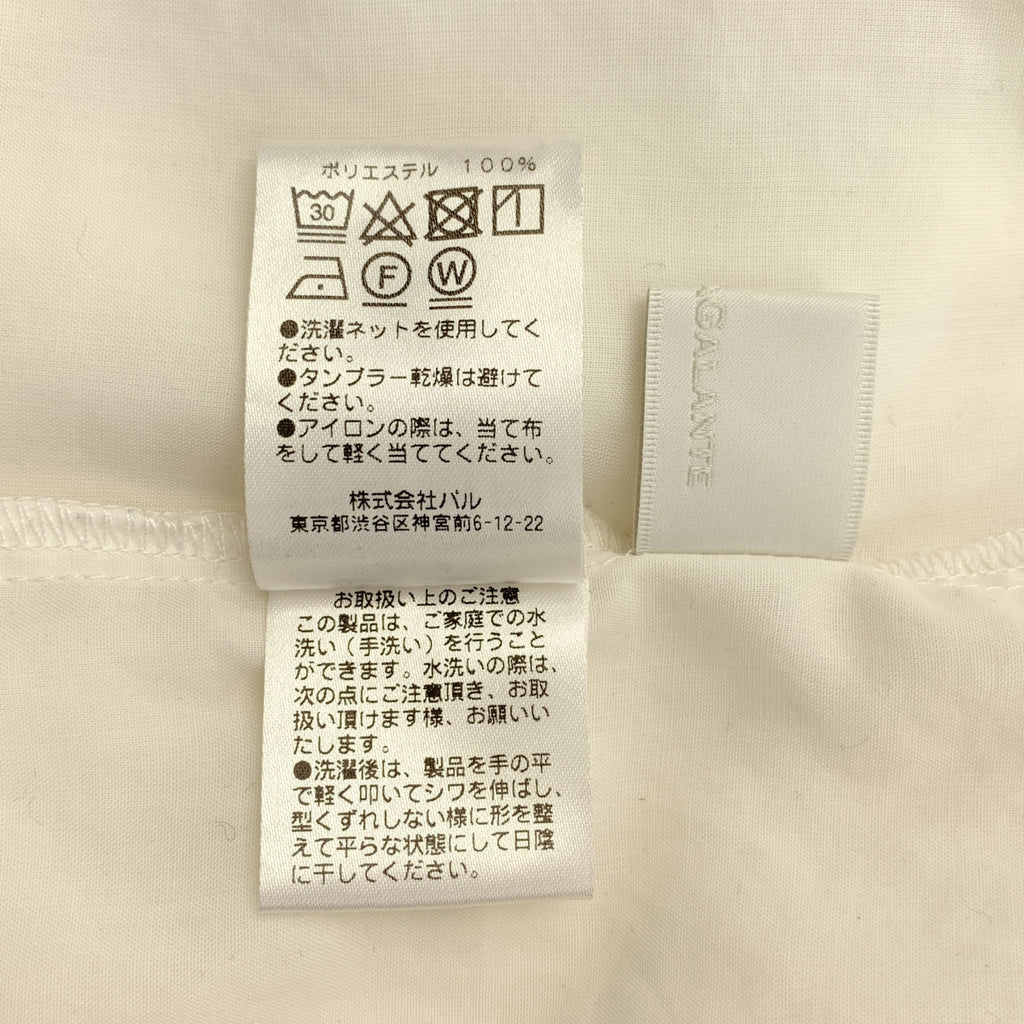 ポリエステル 100%
30
F W
●洗濯ネットを使用してく
ださい。
●タンブラー乾燥は避けて
ください。
●アイロンの際は、当て布
をして軽く当ててください。
株式会社パル
東京都渋谷区神宮前6-12-22
お取扱い上のご注意
この製品は、ご家庭での水
洗い(手洗い)を行うこと
ができます。水洗いの際は、
次の点にご注意頂き、お取
扱い頂けます様、お願いい
たします。
●洗濯後は、製品を手の平
で軽く叩いてシワを伸ばし、
型くずれしない様に形を整
えて平らな状態にして日陰
に干してください。
GALANTE